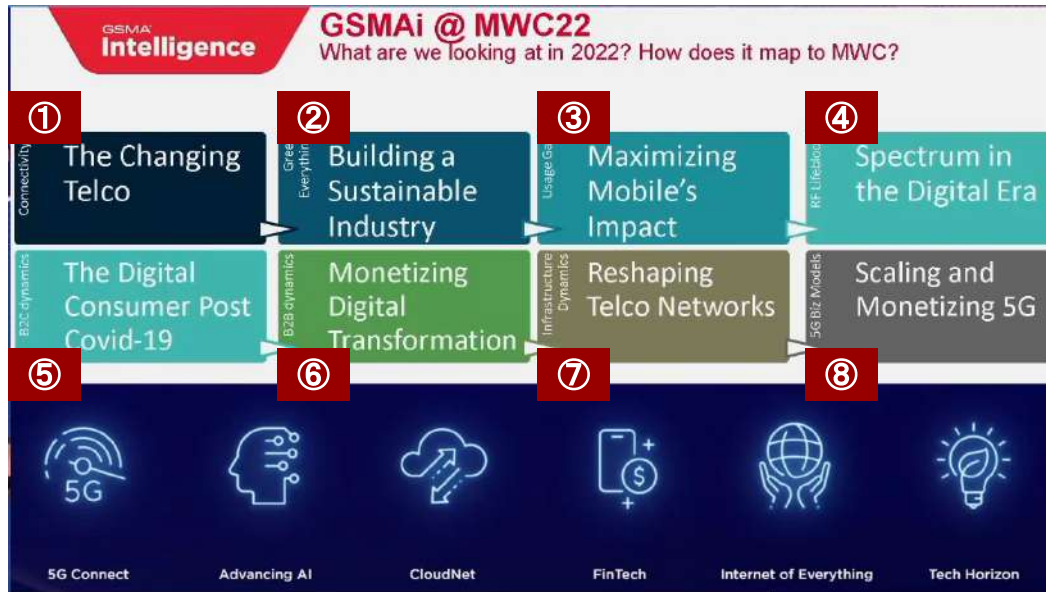 GSMA
Intelligence
GSMAi @ MWC22
What are we looking at in 2022? How does it map to MWC?
①
②
③
④
Connectivity
The Changing
Telco
Everything
Building a
Sustainable
Industry
Usage
Maximizing
Mobile's
Impact
RF Lifebloo
Spectrum in
the Digital Era
B2C dynamics
The Digital
Consumer Post
Covid-19
B2B dynamics
Monetizing
Digital
Transformation
Infrastructure
Dynamics
Reshaping
Telco Networks
5G Biz Models
Scaling and
Monetizing 5G
⑤
⑥
⑦
⑧
5G
$
5G Connect
Advancing AI
CloudNet
FinTech
Internet of Everything
Tech Horizon